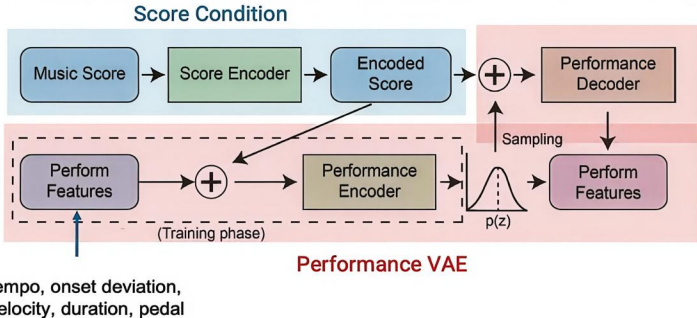 Score Condition
Music Score
Score Encoder
Encoded
Score
+
Performance
Decoder
Sampling
Perform
Features
+
Performance
Encoder
p(z)
Perform
Features
(Training phase)
Performance VAE
empo, onset deviation,
elocity, duration, pedal